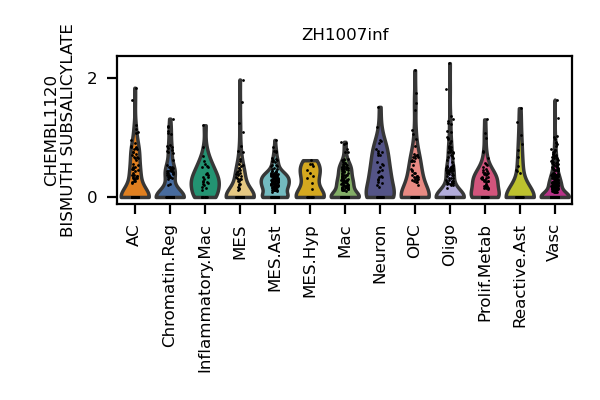 ZH1007inf
CHEMBL1120
BISMUTH SUBSALICYLATE
2
0
AC
Chromatin.Reg
Inflammatory.Mac
MES
MES.Ast
MES.Hyp
Mac
Neuron
OPC
Oligo
Prolif.Metab
Reactive.Ast
Vasc